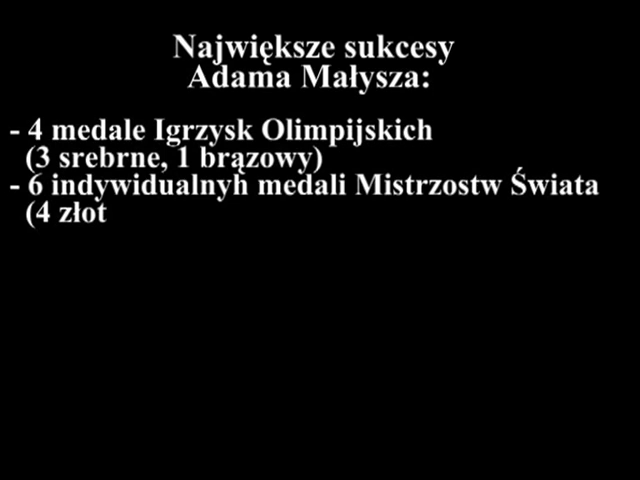 Największe sukcesy
Adama Małysza:
- 4 medale Igrzysk Olimpijskich
(3 srebrne, 1 brązowy)
- 6 indywidualnyh medali Mistrzostw Świata
(4 złot